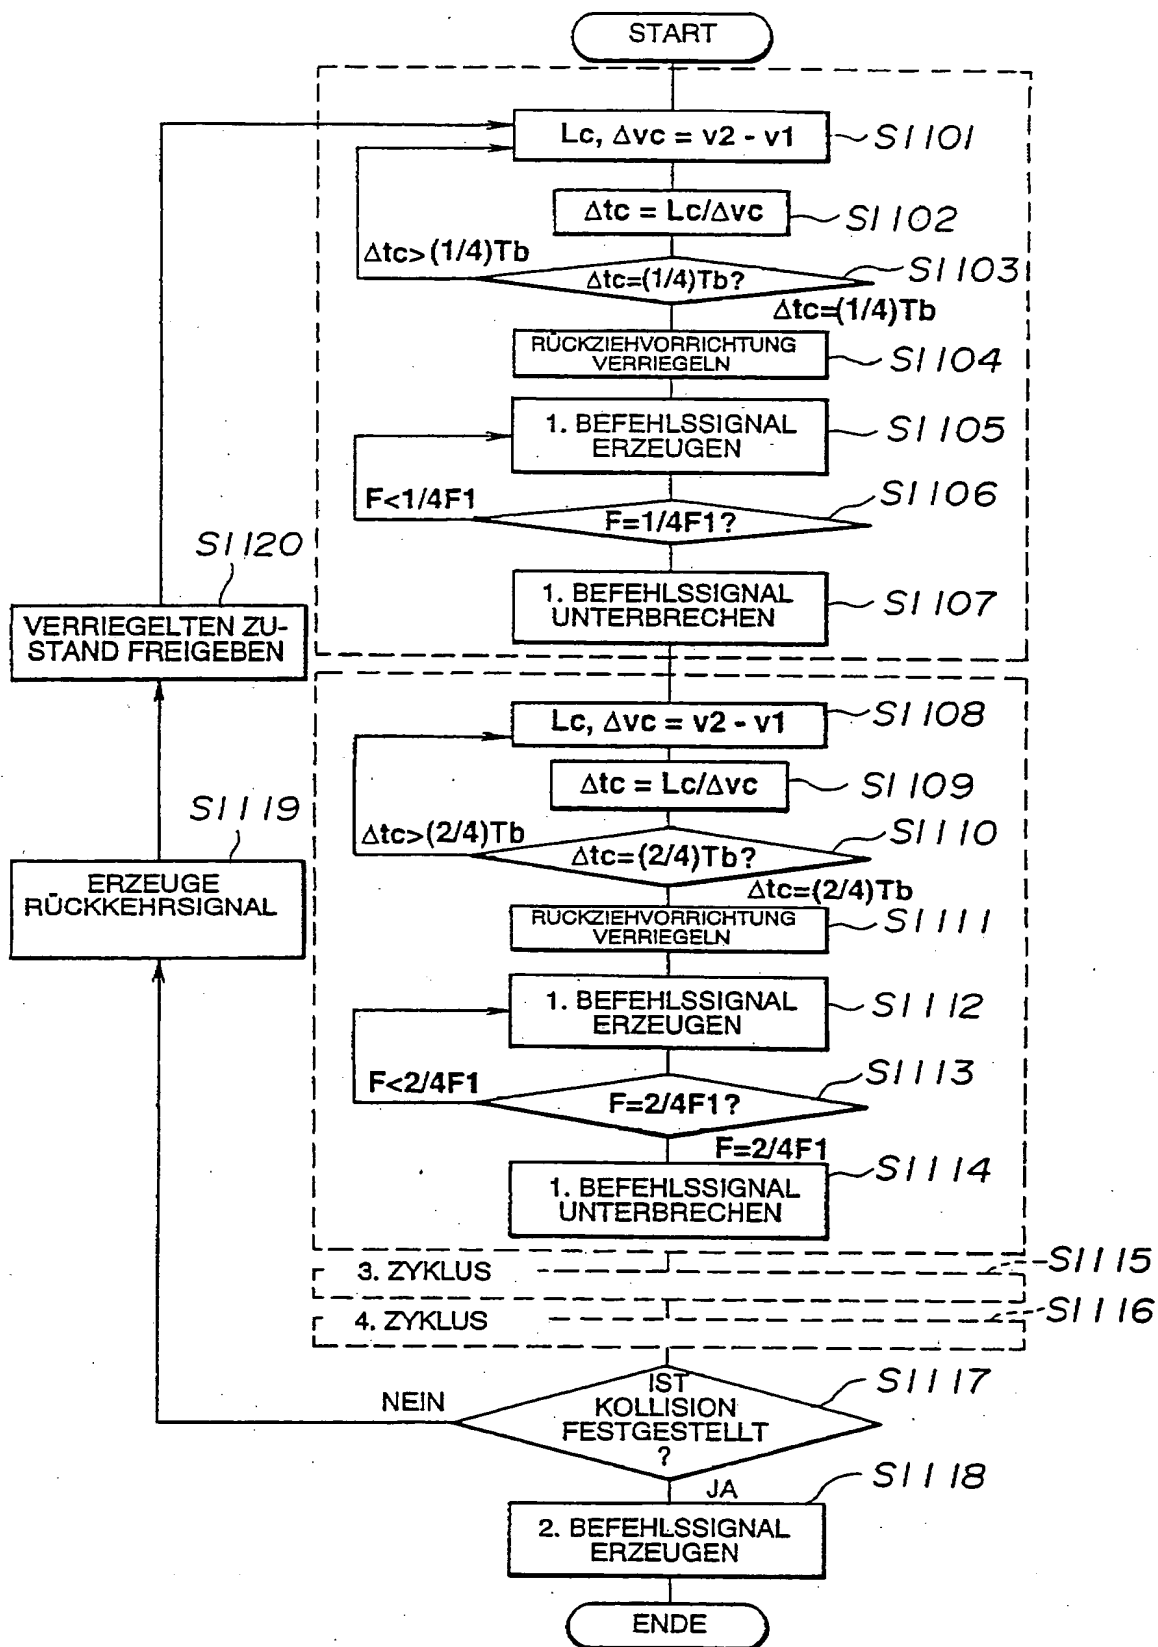 START
Lc, Δvc = v2 - v1
S1101
Δtc = Lc/Δvc
S1102
Δtc>(1/4)Tb
Δtc=(1/4)Tb?
S1103
Δtc=(1/4)Tb
RÜCKZIEHVORRICHTUNG
VERRIEGELN
S1104
1. BEFEHLSSIGNAL
ERZEUGEN
S1105
F<1/4F1
F=1/4F1?
S1106
1. BEFEHLSSIGNAL
UNTERBRECHEN
S1107
S1120
VERRIEGELTEN ZU-
STAND FREIGEBEN
Lc, Δvc = v2 - v1
S1108
Δtc = Lc/Δvc
S1109
Δtc>(2/4)Tb
Δtc=(2/4)Tb?
S1110
Δtc=(2/4)Tb
S1119
ERZEUGE
RÜCKKEHRSIGNAL
RÜCKZIEHVORRICHTUNG
VERRIEGELN
S1111
1. BEFEHLSSIGNAL
ERZEUGEN
S1112
F<2/4F1
F=2/4F1?
S1113
F=2/4F1
1. BEFEHLSSIGNAL
UNTERBRECHEN
S1114
3. ZYKLUS
S1115
4. ZYKLUS
S1116
NEIN
IST
KOLLISION
FESTGESTELLT
?
S1117
JA
2. BEFEHLSSIGNAL
ERZEUGEN
S1118
ENDE